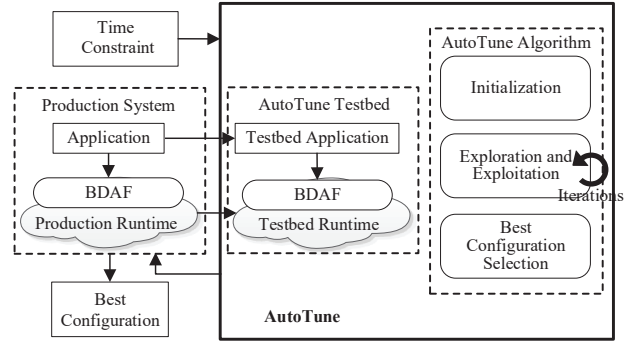 Time
Constraint
Production System
Application
BDAF
Production Runtime
Best
Configuration
AutoTune Testbed
Testbed Application
BDAF
Testbed Runtime
AutoTune
AutoTune Algorithm
Initialization
Exploration and
Exploitation
Iterations
Best
Configuration
Selection